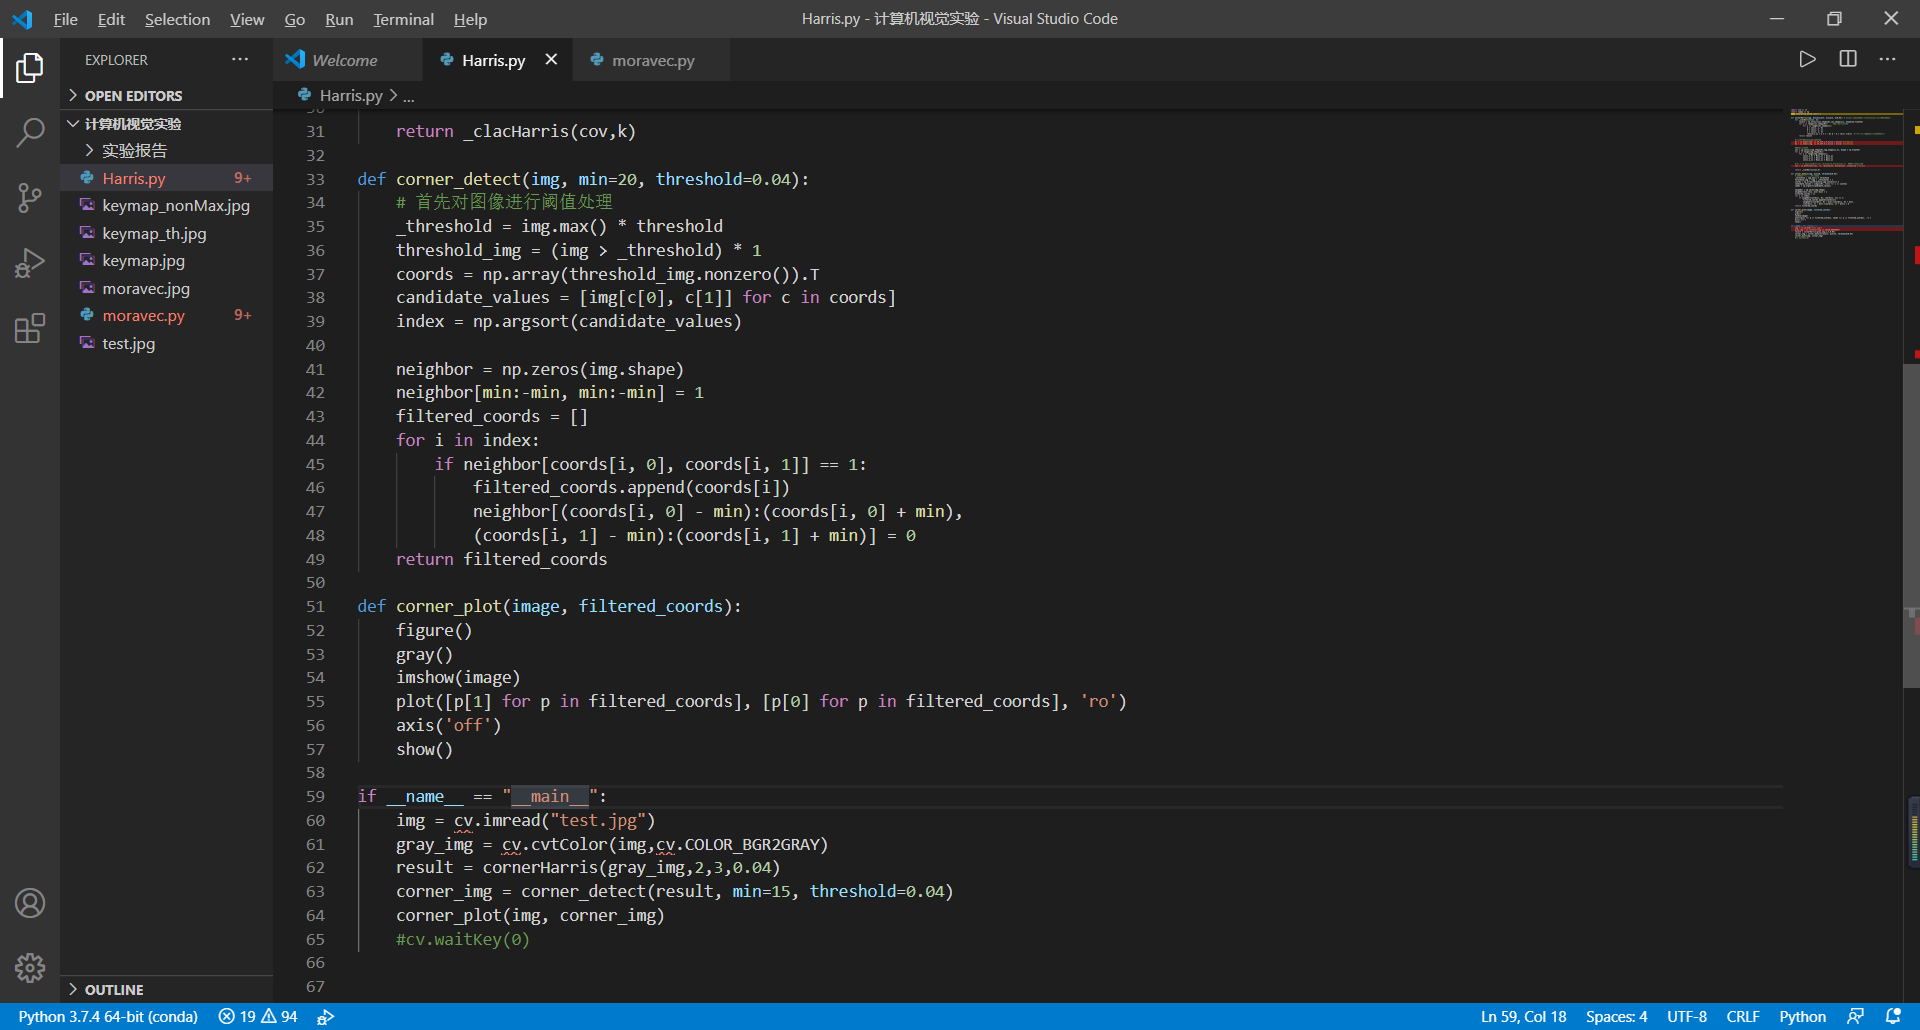 File Edit Selection View Go Run Terminal Help
Harris.py - 计算机视觉实验 - Visual Studio Code
EXPLORER
OPEN EDITORS
计算机视觉实验
实验报告
Harris.py 9+
keymap_nonMax.jpg
keymap_th.jpg
keymap.jpg
moravec.jpg
moravec.py 9+
test.jpg
OUTLINE
Welcome
Harris.py
moravec.py
Harris.py > ...
31 return _clacHarris(cov,k)
32
33 def corner_detect(img, min=20, threshold=0.04):
34 # 首先对图像进行阈值处理
35 _threshold = img.max() * threshold
36 threshold_img = (img > _threshold) * 1
37 coords = np.array(threshold_img.nonzero()).T
38 candidate_values = [img[c[0], c[1]] for c in coords]
39 index = np.argsort(candidate_values)
40
41 neighbor = np.zeros(img.shape)
42 neighbor[min:-min, min:-min] = 1
43 filtered_coords = []
44 for i in index:
45 if neighbor[coords[i, 0], coords[i, 1]] == 1:
46 filtered_coords.append(coords[i])
47 neighbor[(coords[i, 0] - min):(coords[i, 0] + min),
48 (coords[i, 1] - min):(coords[i, 1] + min)] = 0
49 return filtered_coords
50
51 def corner_plot(image, filtered_coords):
52 figure()
53 gray()
54 imshow(image)
55 plot([p[1] for p in filtered_coords], [p[0] for p in filtered_coords], 'ro')
56 axis('off')
57 show()
58
59 if __name__ == "__main__":
60 img = cv.imread("test.jpg")
61 gray_img = cv.cvtColor(img,cv.COLOR_BGR2GRAY)
62 result = cornerHarris(gray_img,2,3,0.04)
63 corner_img = corner_detect(result, min=15, threshold=0.04)
64 corner_plot(img, corner_img)
65 #cv.waitKey(0)
66
67
Python 3.7.4 64-bit (conda) 19 94 Ln 59, Col 18 Spaces: 4 UTF-8 CRLF Python